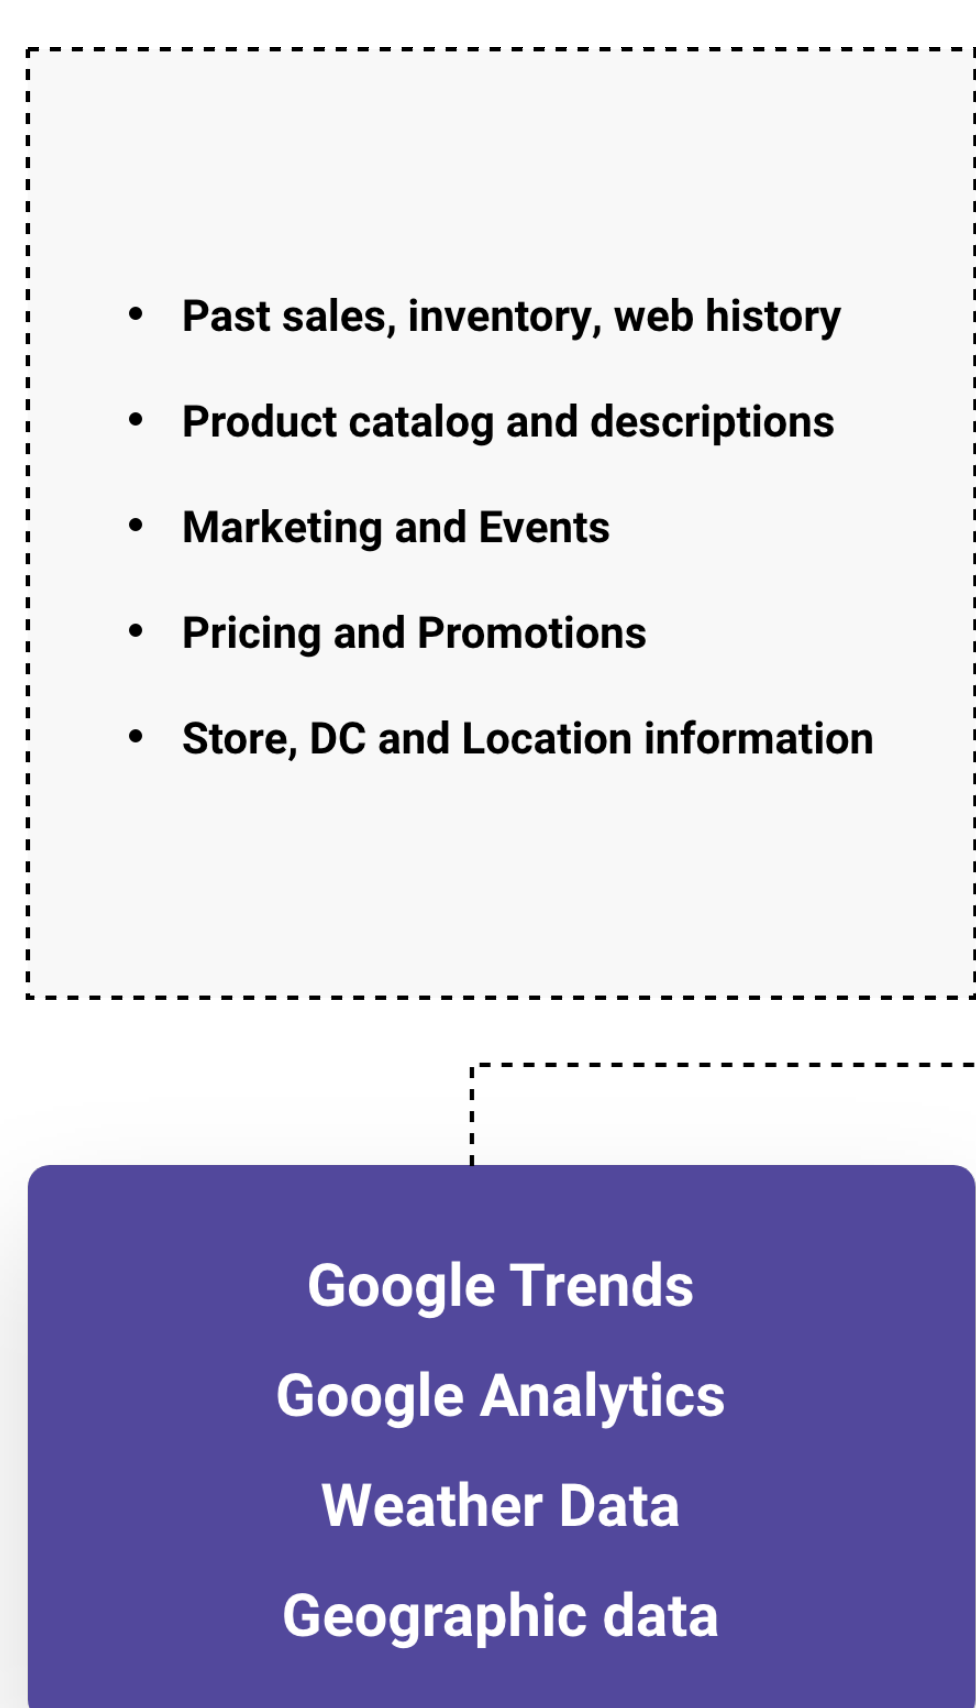 • Past sales, inventory, web history
• Product catalog and descriptions
• Marketing and Events
• Pricing and Promotions
• Store, DC and Location information
Google Trends
Google Analytics
Weather Data
Geographic data